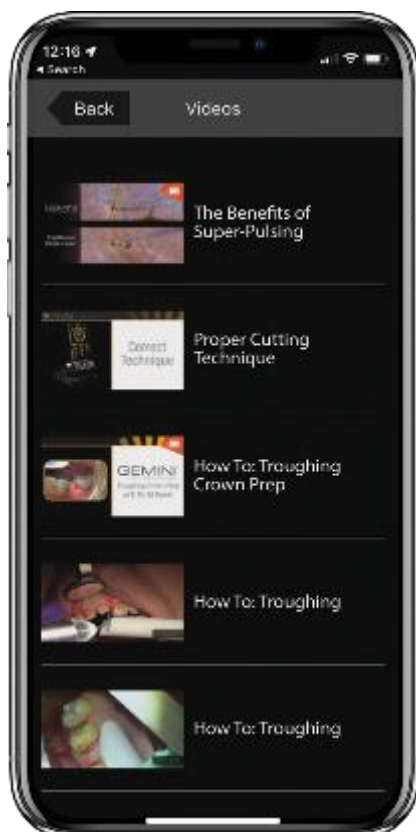 12:16
◂ Search
Back
Videos
The Benefits of
Super-Pulsing
Correct
Technique
Proper Cutting
Technique
GEMINI
How To: Troughing
Crown Prep
How To: Troughing
How To: Troughing